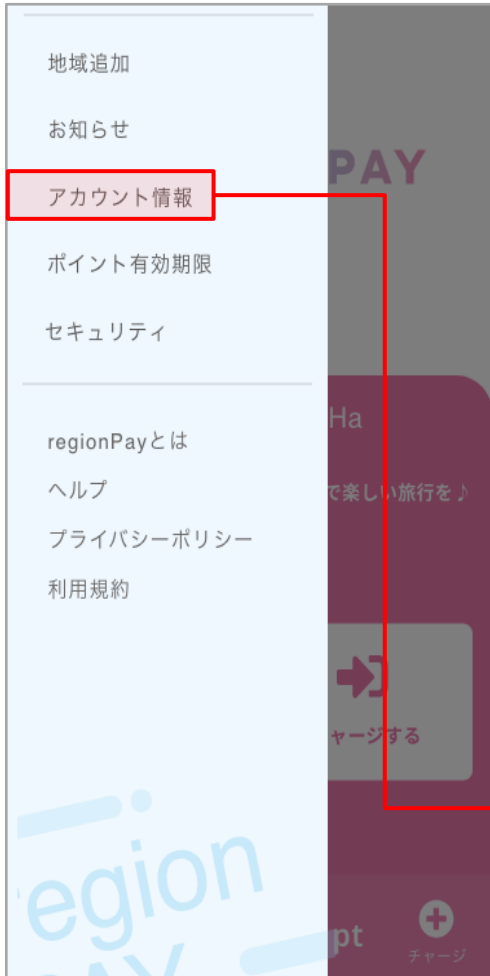 地域追加
お知らせ
PAY
アカウント情報
ポイント有効期限
セキュリティ
Ha
regionPayとは
ヘルプ
で楽しい旅行を♪
プライバシーポリシー
利用規約
ャージする
egion
PAY
pt
チャージ